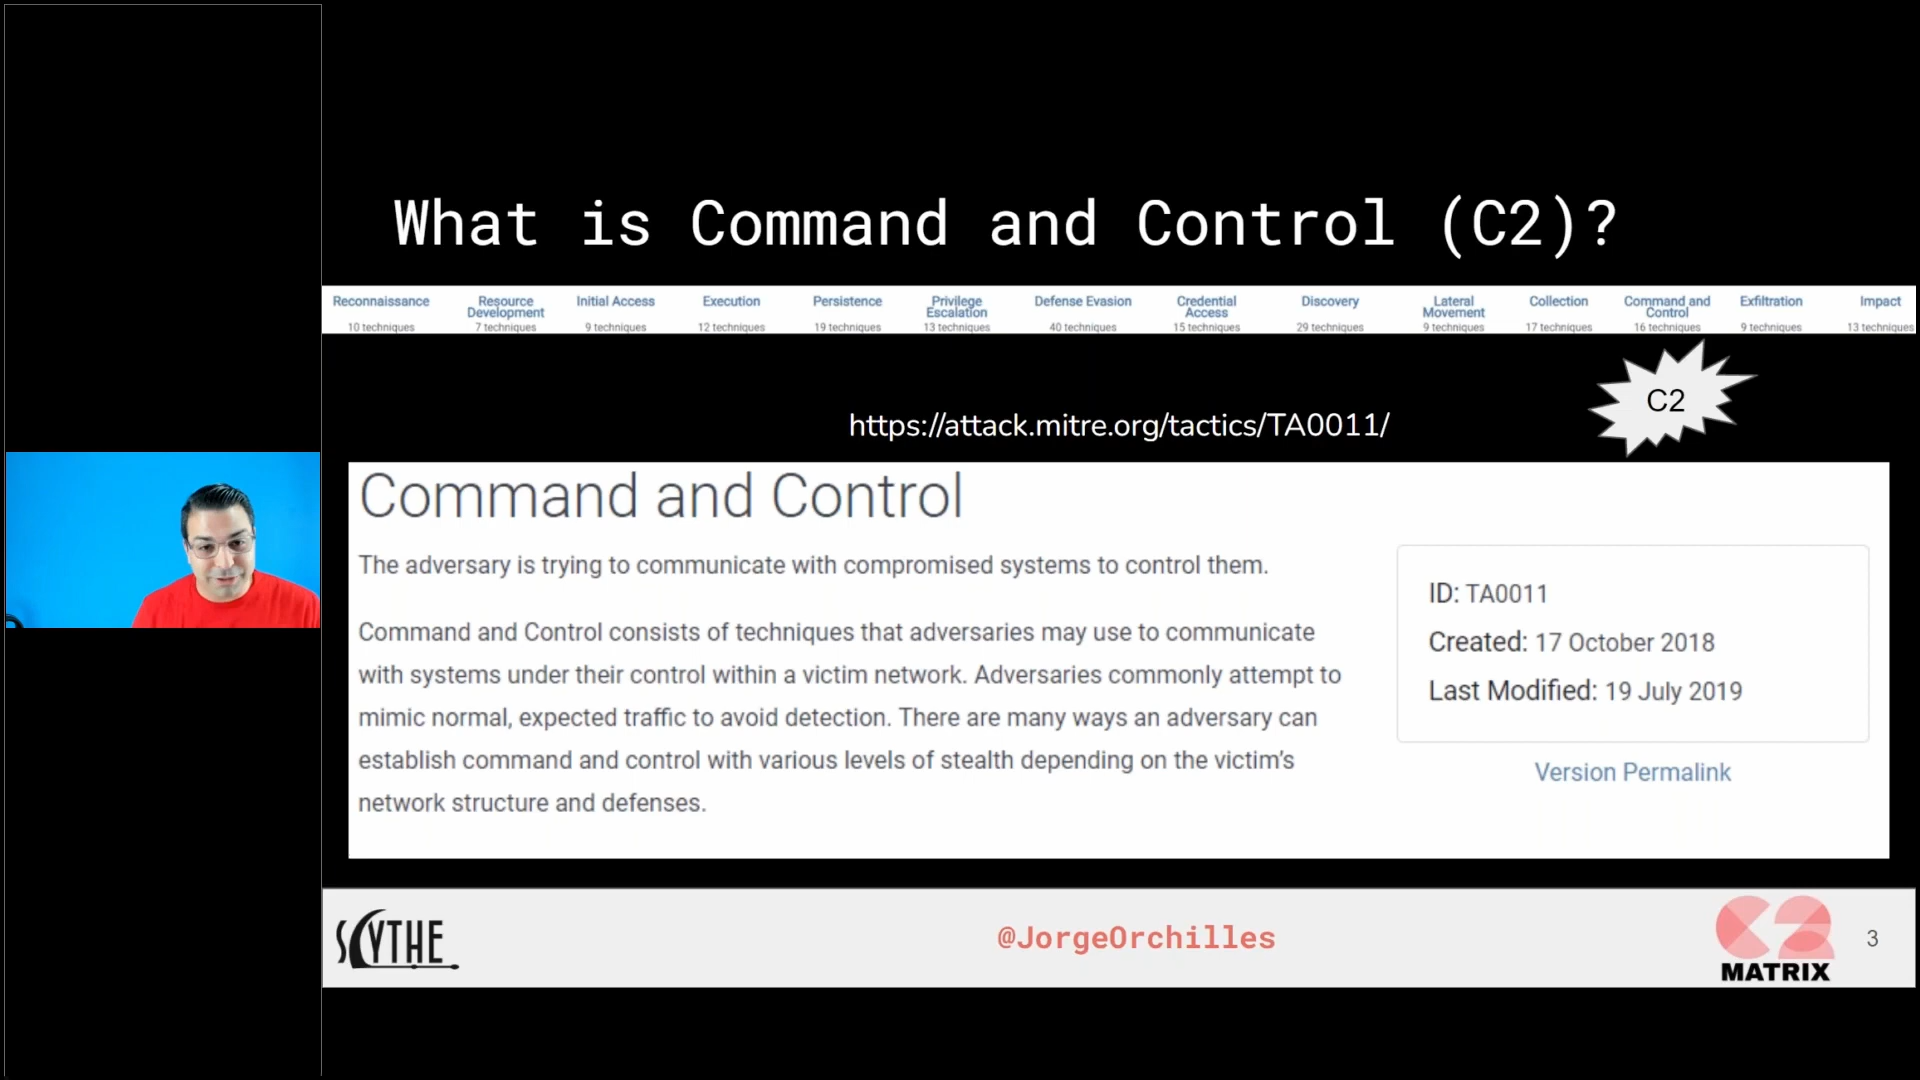 What is Command and Control (C2)?
Reconnaissance
10 techniques
Resource
Development
7 techniques
Initial Access
9 techniques
Execution
12 techniques
Persistence
19 techniques
Privilege
Escalation
13 techniques
Defense Evasion
40 techniques
Credential
Access
15 techniques
Discovery
29 techniques
Lateral
Movement
9 techniques
Collection
17 techniques
Command and
Control
16 techniques
Exfiltration
9 techniques
Impact
13 techniques
C2
https://attack.mitre.org/tactics/TA0011/
Command and Control
The adversary is trying to communicate with compromised systems to control them.
Command and Control consists of techniques that adversaries may use to communicate
with systems under their control within a victim network. Adversaries commonly attempt to
mimic normal, expected traffic to avoid detection. There are many ways an adversary can
establish command and control with various levels of stealth depending on the victim's
network structure and defenses.
ID: TA0011
Created: 17 October 2018
Last Modified: 19 July 2019
Version Permalink
SCYTHE
@JorgeOrchilles
C2
MATRIX
3